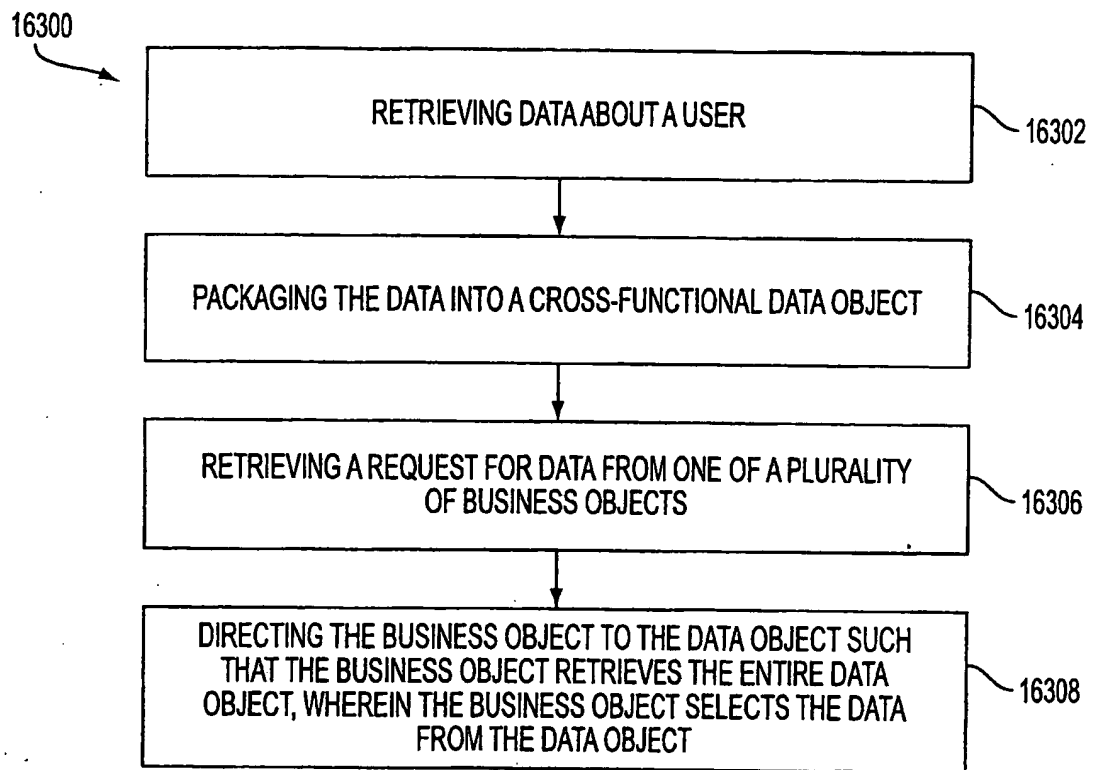 16300
RETRIEVING DATA ABOUT A USER
16302
PACKAGING THE DATA INTO A CROSS-FUNCTIONAL DATA OBJECT
16304
RETRIEVING A REQUEST FOR DATA FROM ONE OF A PLURALITY
OF BUSINESS OBJECTS
16306
DIRECTING THE BUSINESS OBJECT TO THE DATA OBJECT SUCH
THAT THE BUSINESS OBJECT RETRIEVES THE ENTIRE DATA
OBJECT, WHEREIN THE BUSINESS OBJECT SELECTS THE DATA
FROM THE DATA OBJECT
16308